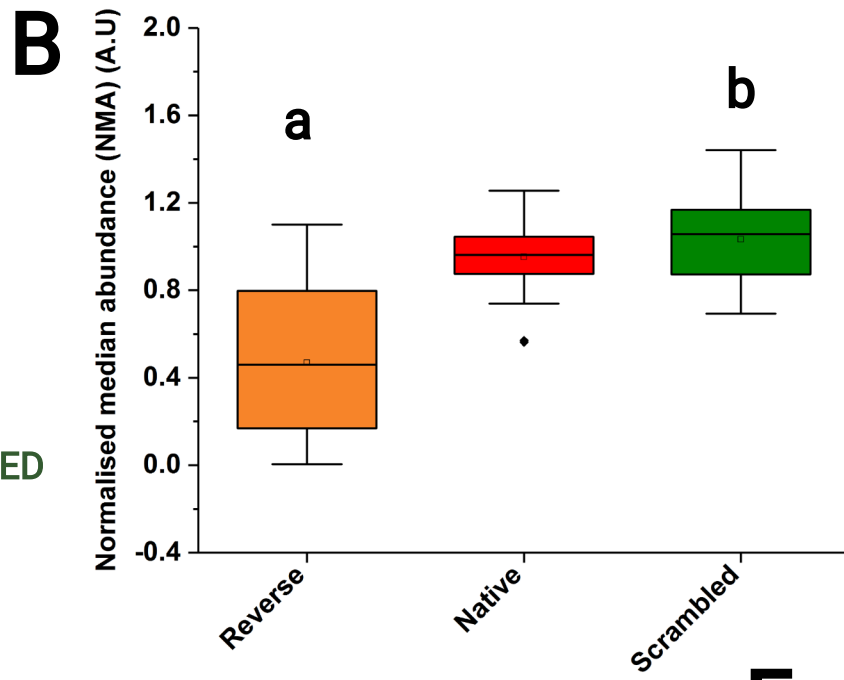 B
Normalised median abundance (NMA) (A.U)
2.0
1.6
1.2
0.8
0.4
0.0
-0.4
a
b
ED
Reverse
Native
Scrambled